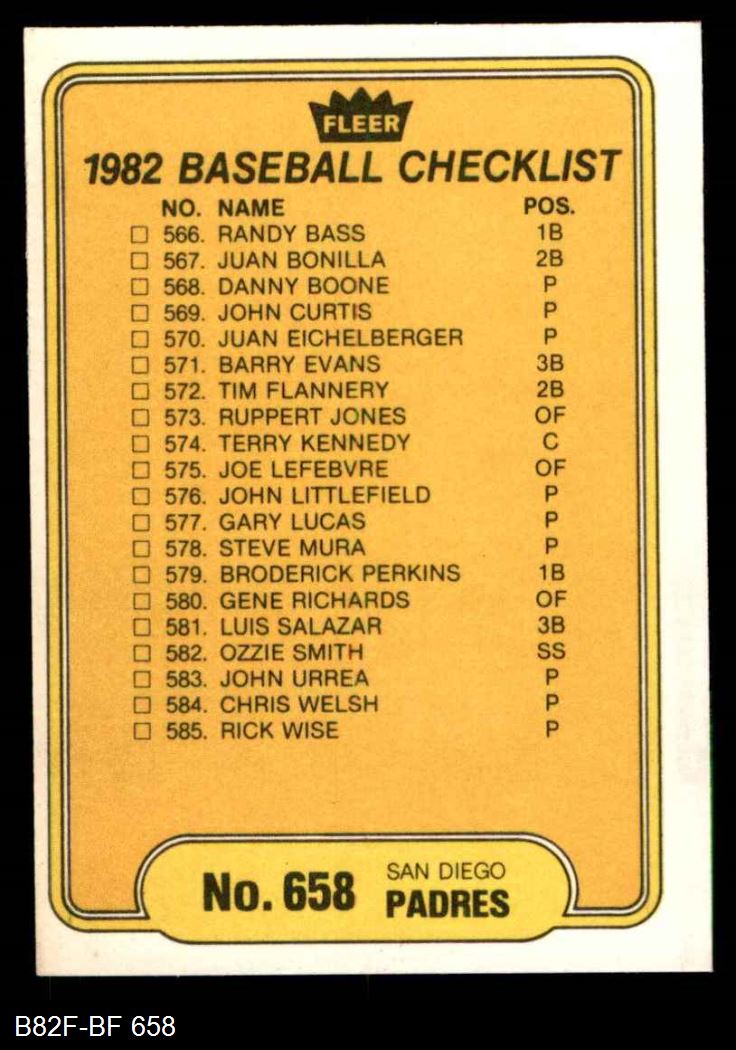 FLEER
1982 BASEBALL CHECKLIST
NO. NAME POS.
566. RANDY BASS 1B
567. JUAN BONILLA 2B
568. DANNY BOONE P
569. JOHN CURTIS P
570. JUAN EICHELBERGER P
571. BARRY EVANS 3B
572. TIM FLANNERY 2B
573. RUPPERT JONES OF
574. TERRY KENNEDY C
575. JOE LEFEBVRE OF
576. JOHN LITTLEFIELD P
577. GARY LUCAS P
578. STEVE MURA P
579. BRODERICK PERKINS 1B
580. GENE RICHARDS OF
581. LUIS SALAZAR 3B
582. OZZIE SMITH SS
583. JOHN URREA P
584. CHRIS WELSH P
585. RICK WISE P
No. 658 SAN DIEGO
PADRES
B82F-BF 658